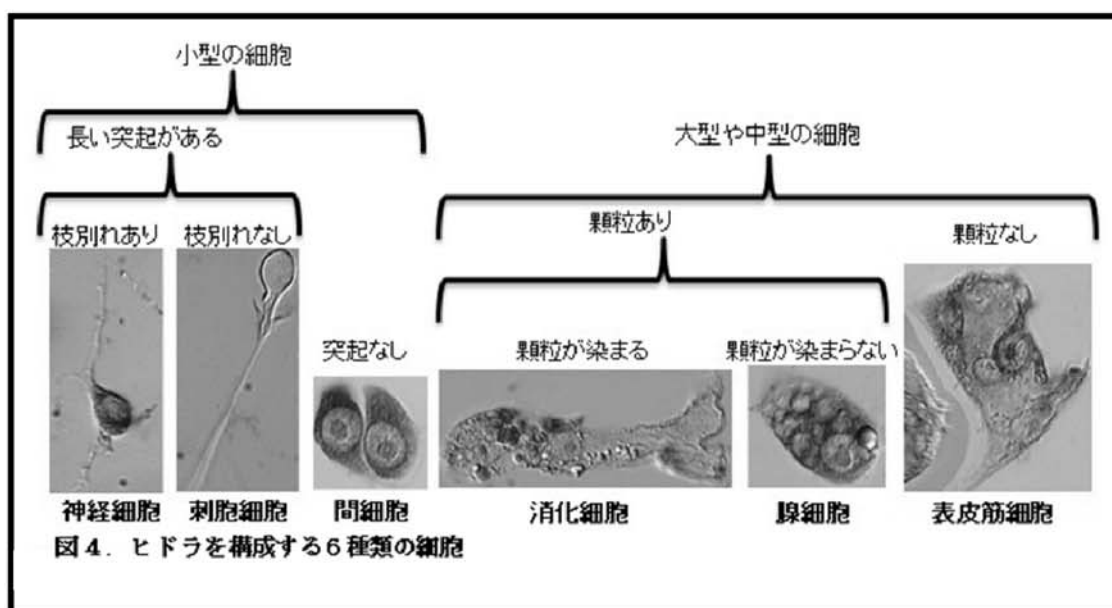 小型の細胞
長い突起がある
大型や中型の細胞
枝別れあり 枝別れなし
顆粒あり
顆粒なし
突起なし
顆粒が染まる
顆粒が染まらない
神経細胞 刺胞細胞 間細胞 消化細胞 腺細胞 表皮筋細胞
図4. ヒドラを構成する6種類の細胞